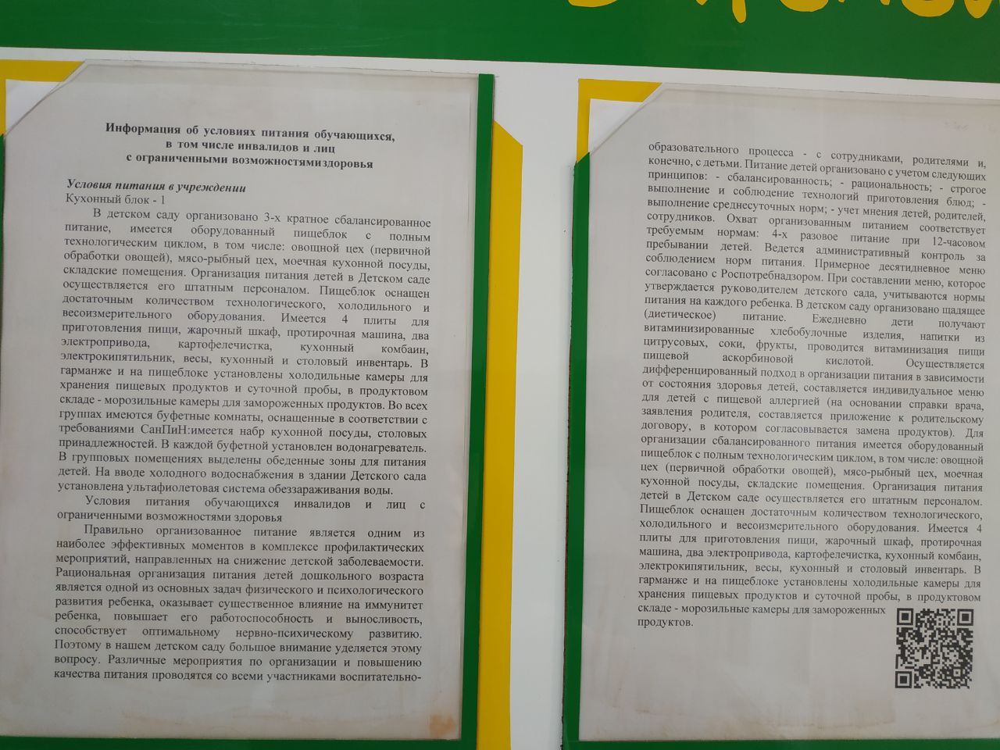 Информация об условиях питания обучающихся,
в том числе инвалидов и лиц
с ограниченными возможностямиздоровья
Условия питания в учреждении
Кухонный блок - 1
В детском саду организовано 3-х кратное сбалансированное
питание, имеется оборудованный пищеблок с полным
технологическим циклом, в том числе: овощной цех (первичной
обработки овощей), мясо-рыбный цех, моечная кухонной посуды,
складские помещения. Организация питания детей в Детском саде
осуществляется его штатным персоналом. Пищеблок оснащен
достаточным количеством технологического, холодильного и
весоизмерительного оборудования. Имеется 4 плиты для
приготовления пищи, жарочный шкаф, протирочная машина, два
электропривода, картофелечистка, кухонный комбаин,
электрокипятильник, весы, кухонный и столовый инвентарь. В
гарманже и на пищеблоке установлены холодильные камеры для
хранения пищевых продуктов и суточной пробы, в продуктовом
складе - морозильные камеры для замороженных продуктов. Во всех
группах имеются буфетные комнаты, оснащенные в соответствии с
требованиями СанПиН:имеется набр кухонной посуды, столовых
принадлежностей. В каждой буфетной установлен водонагреватель.
В групповых помещениях выделены обеденные зоны для питания
детей. На вводе холодного водоснабжения в здании Детского сада
установлена ультафиолетовая система обеззараживания воды.
Условия питания обучающихся инвалидов и лиц с
ограниченными возможностями здоровья
Правильно организованное питание является одним из
наиболее эффективных моментов в комплексе профилактических
мероприятий, направленных на снижение детской заболеваемости.
Рациональная организация питания детей дошкольного возраста
является одной из основных задач физического и психологического
развития ребенка, оказывает существенное влияние на иммунитет
ребенка, повышает его работоспособность и выносливость,
способствует оптимальному нервно-психическому развитию.
Поэтому в нашем детском саду большое внимание уделяется этому
вопросу. Различные мероприятия по организации и повышению
качества питания проводятся со всеми участниками воспитательно-
образовательного процесса - с сотрудниками, родителями и,
конечно, с детьми. Питание детей организовано с учетом следующих
принципов: - сбалансированность; - рациональность; - строгое
выполнение и соблюдение технологий приготовления блюд; -
выполнение среднесуточных норм; - учет мнения детей, родителей,
сотрудников. Охват организованным питанием соответствует
требуемым нормам: 4-х разовое питание при 12-часовом
пребывании детей. Ведется административный контроль за
соблюдением норм питания. Примерное десятидневное меню
согласовано с Роспотребнадзором. При составлении меню, которое
утверждается руководителем детского сада, учитываются нормы
питания на каждого ребенка. В детском саду организовано щадящее
(диетическое) питание. Ежедневно дети получают
витаминизированные хлебобулочные изделия, напитки из
цитрусовых, соки, фрукты, проводится витаминизация пищи
пищевой аскорбиновой кислотой. Осуществляется
дифференцированный подход в организации питания в зависимости
от состояния здоровья детей, составляется индивидуальное меню
для детей с пищевой аллергией (на основании справки врача,
заявления родителя, составляется приложение к родительскому
договору, в котором согласовывается замена продуктов). Для
организации сбалансированного питания имеется оборудованный
пищеблок с полным технологическим циклом, в том числе: овощной
цех (первичной обработки овощей), мясо-рыбный цех, моечная
кухонной посуды, складские помещения. Организация питания
детей в Детском саде осуществляется его штатным персоналом.
Пищеблок оснащен достаточным количеством технологического,
холодильного и весоизмерительного оборудования. Имеется 4
плиты для приготовления пищи, жарочный шкаф, протирочная
машина, два электропривода, картофелечистка, кухонный комбаин,
электрокипятильник, весы, кухонный и столовый инвентарь. В
гарманже и на пищеблоке установлены холодильные камеры для
хранения пищевых продуктов и суточной пробы, в продуктовом
складе - морозильные камеры для замороженных
продуктов.